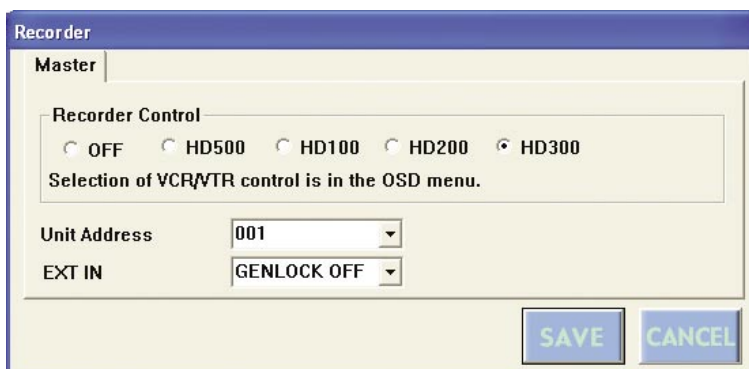 Recorder
Master
Recorder Control
OFF HD500 HD100 HD200 HD300
Selection of VCR/VTR control is in the OSD menu.
Unit Address 001
EXT IN GENLOCK OFF
SAVE CANCEL